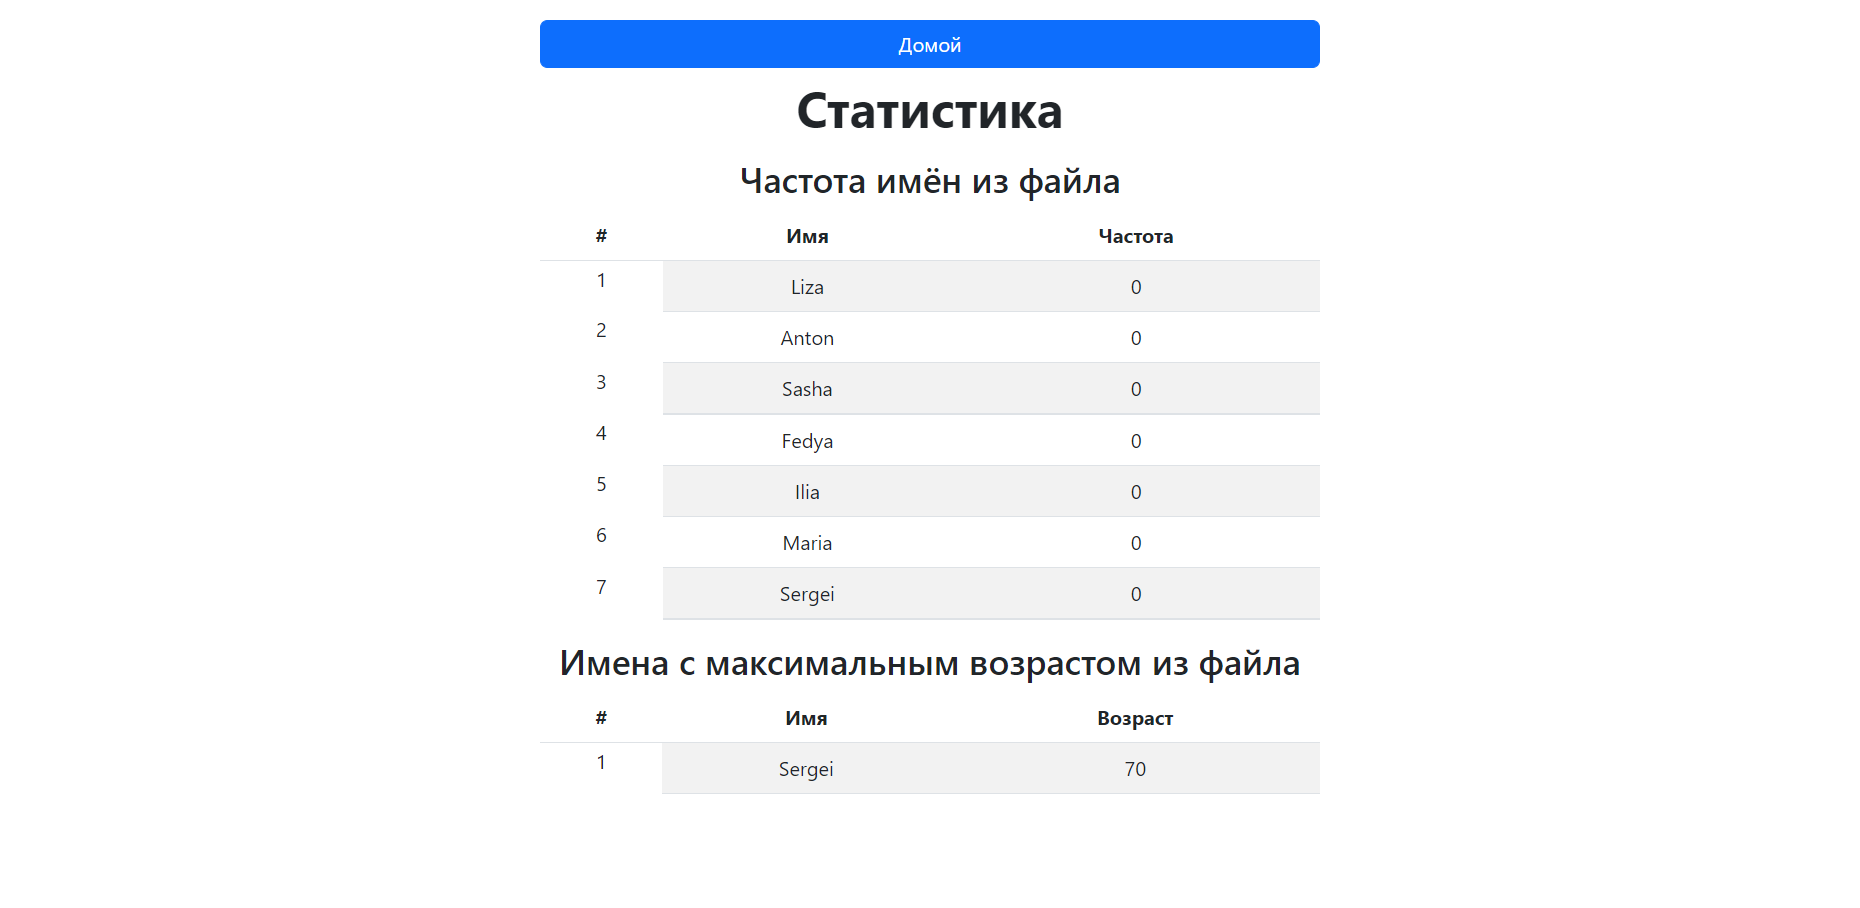 Домой
Статистика
Частота имён из файла
# Имя Частота
1 Liza 0
2 Anton 0
3 Sasha 0
4 Fedya 0
5 Ilia 0
6 Maria 0
7 Sergei 0
Имена с максимальным возрастом из файла
# Имя Возраст
1 Sergei 70